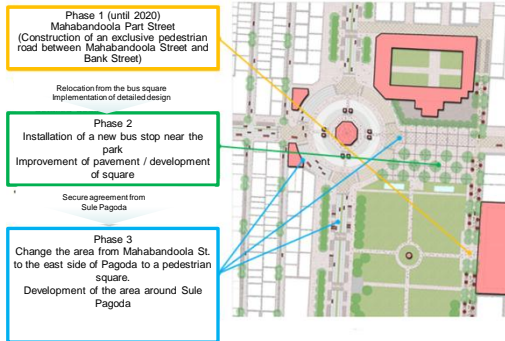 Phase 1 (until 2020)
Mahabandoola Part Street
(Construction of an exclusive pedestrian
road between Mahabandoola Street and
Bank Street)
Relocation from the bus square
Implementation of detailed design
Phase 2
Installation of a new bus stop near the
park
Improvement of pavement / development
of square
Secure agreement from
Sule Pagoda
Phase 3
Change the area from Mahabandoola St.
to the east side of Pagoda to a pedestrian
square.
Development of the area around Sule
Pagoda